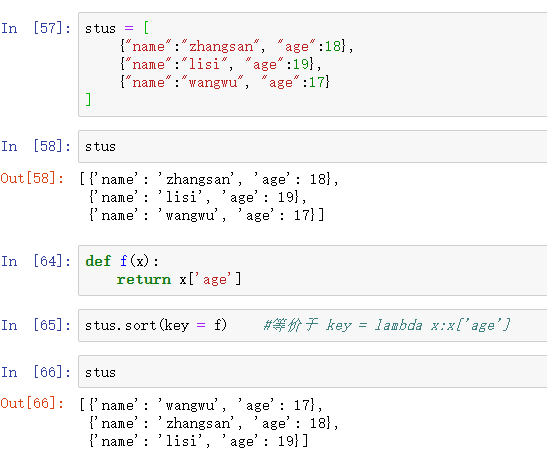 In [57]: stus = [
{"name":"zhangsan", "age":18},
{"name":"lisi", "age":19},
{"name":"wangwu", "age":17}
]
In [58]: stus
Out[58]: [{'name': 'zhangsan', 'age': 18},
{'name': 'lisi', 'age': 19},
{'name': 'wangwu', 'age': 17}]
In [64]: def f(x):
return x['age']
In [65]: stus.sort(key = f) #等价于 key = lambda x:x['age']
In [66]: stus
Out[66]: [{'name': 'wangwu', 'age': 17},
{'name': 'zhangsan', 'age': 18},
{'name': 'lisi', 'age': 19}]